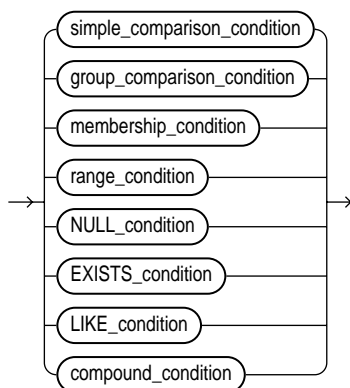 simple_comparison_condition
group_comparison_condition
membership_condition
range_condition
NULL_condition
EXISTS_condition
LIKE_condition
compound_condition